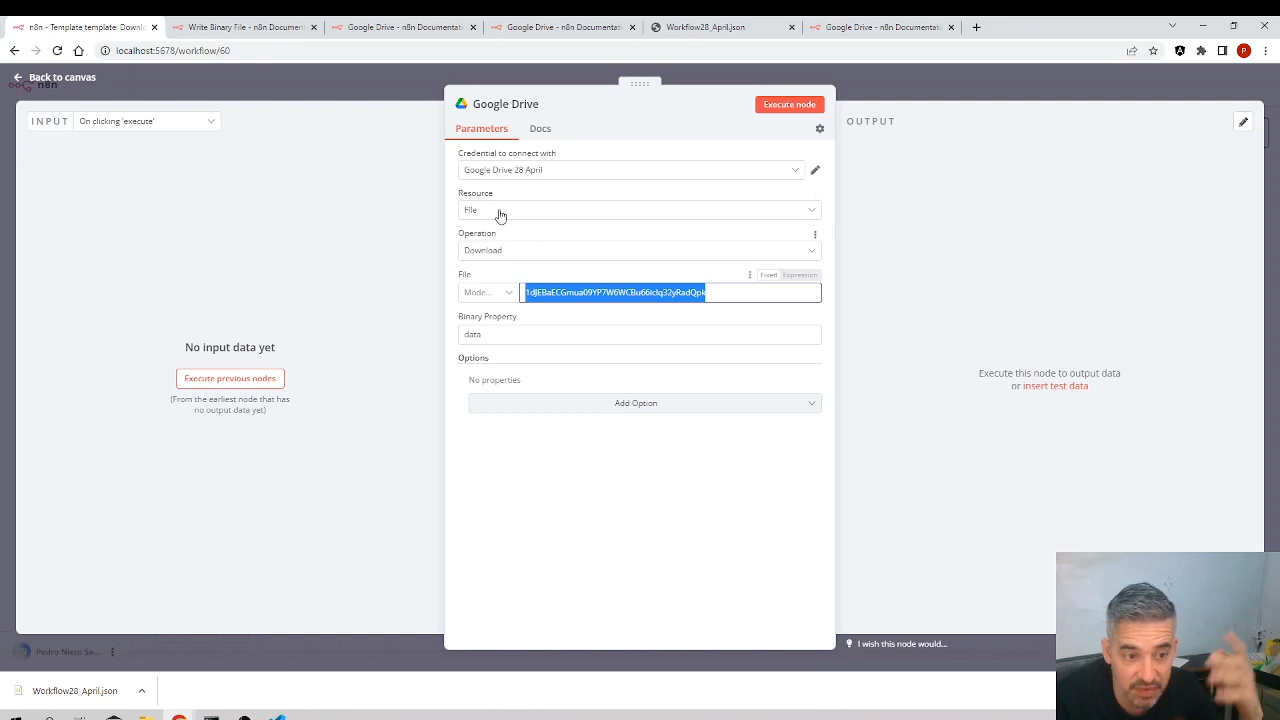 n8n - Template template: Downl
Write Binary File - n8n Documen
Google Drive - n8n Documentati
Google Drive - n8n Documentati
Workflow28_April.json
Google Drive - n8n Documentati
localhost:5678/workflow/60
P
Back to canvas
n8n
Google Drive
Execute node
INPUT
On clicking 'execute'
Parameters
Docs
OUTPUT
Credential to connect with
Google Drive 28 April
Resource
File
Operation
Download
File
Fixed
Expression
Mode...
Binary Property
data
No input data yet
Options
Execute previous nodes
No properties
Execute this node to output data
or insert test data
(From the earliest node that has
no output data yet)
Add Option
Pedro Nieto Sa...
I wish this node would...
Workflow28_April.json